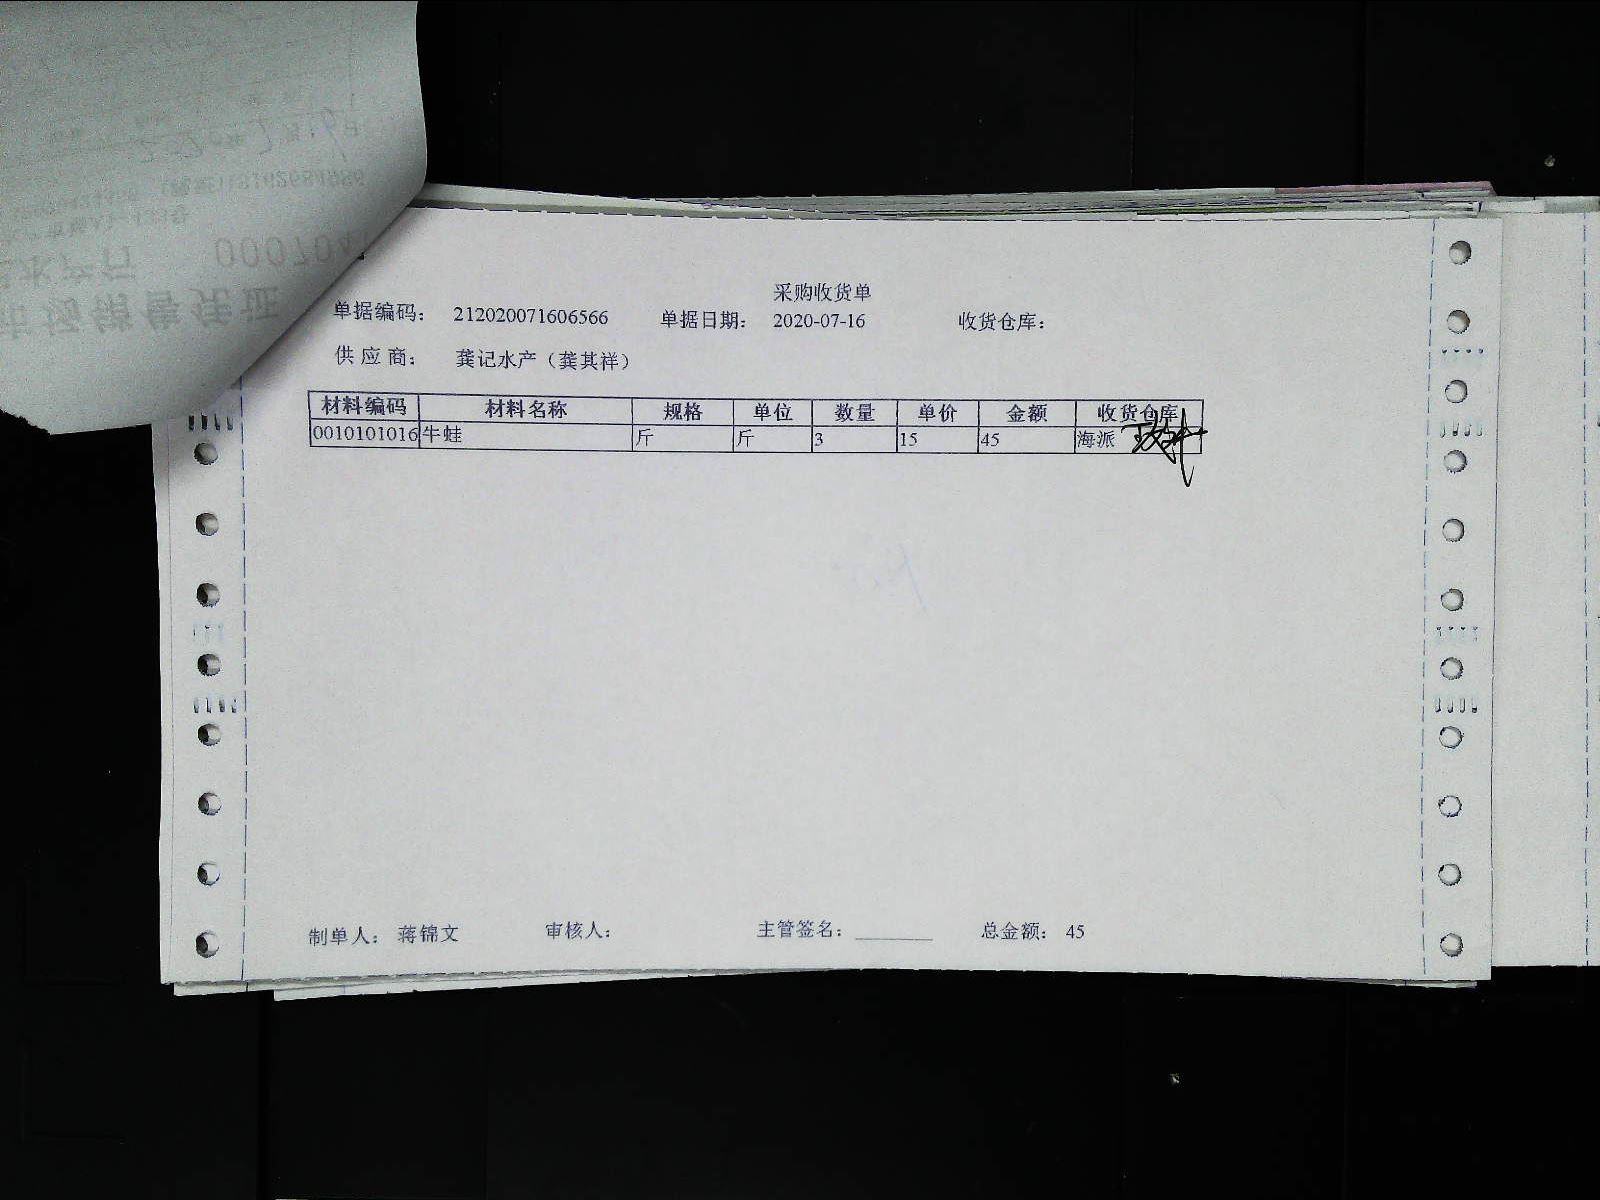 采购收货单
单据编码： 212020071606566 单据日期： 2020-07-16 收货仓库：
供 应 商： 龚记水产（龚其祥）
材料编码 材料名称 规格 单位 数量 单价 金额 收货仓库
0010101016 牛蛙 斤 斤 3 15 45 海派
制单人： 蒋锦文 审核人： 主管签名： 总金额： 45